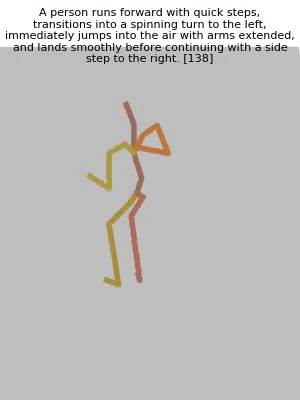 A person runs forward with quick steps,
transitions into a spinning turn to the left,
immediately jumps into the air with arms extended,
and lands smoothly before continuing with a side
step to the right. [138]